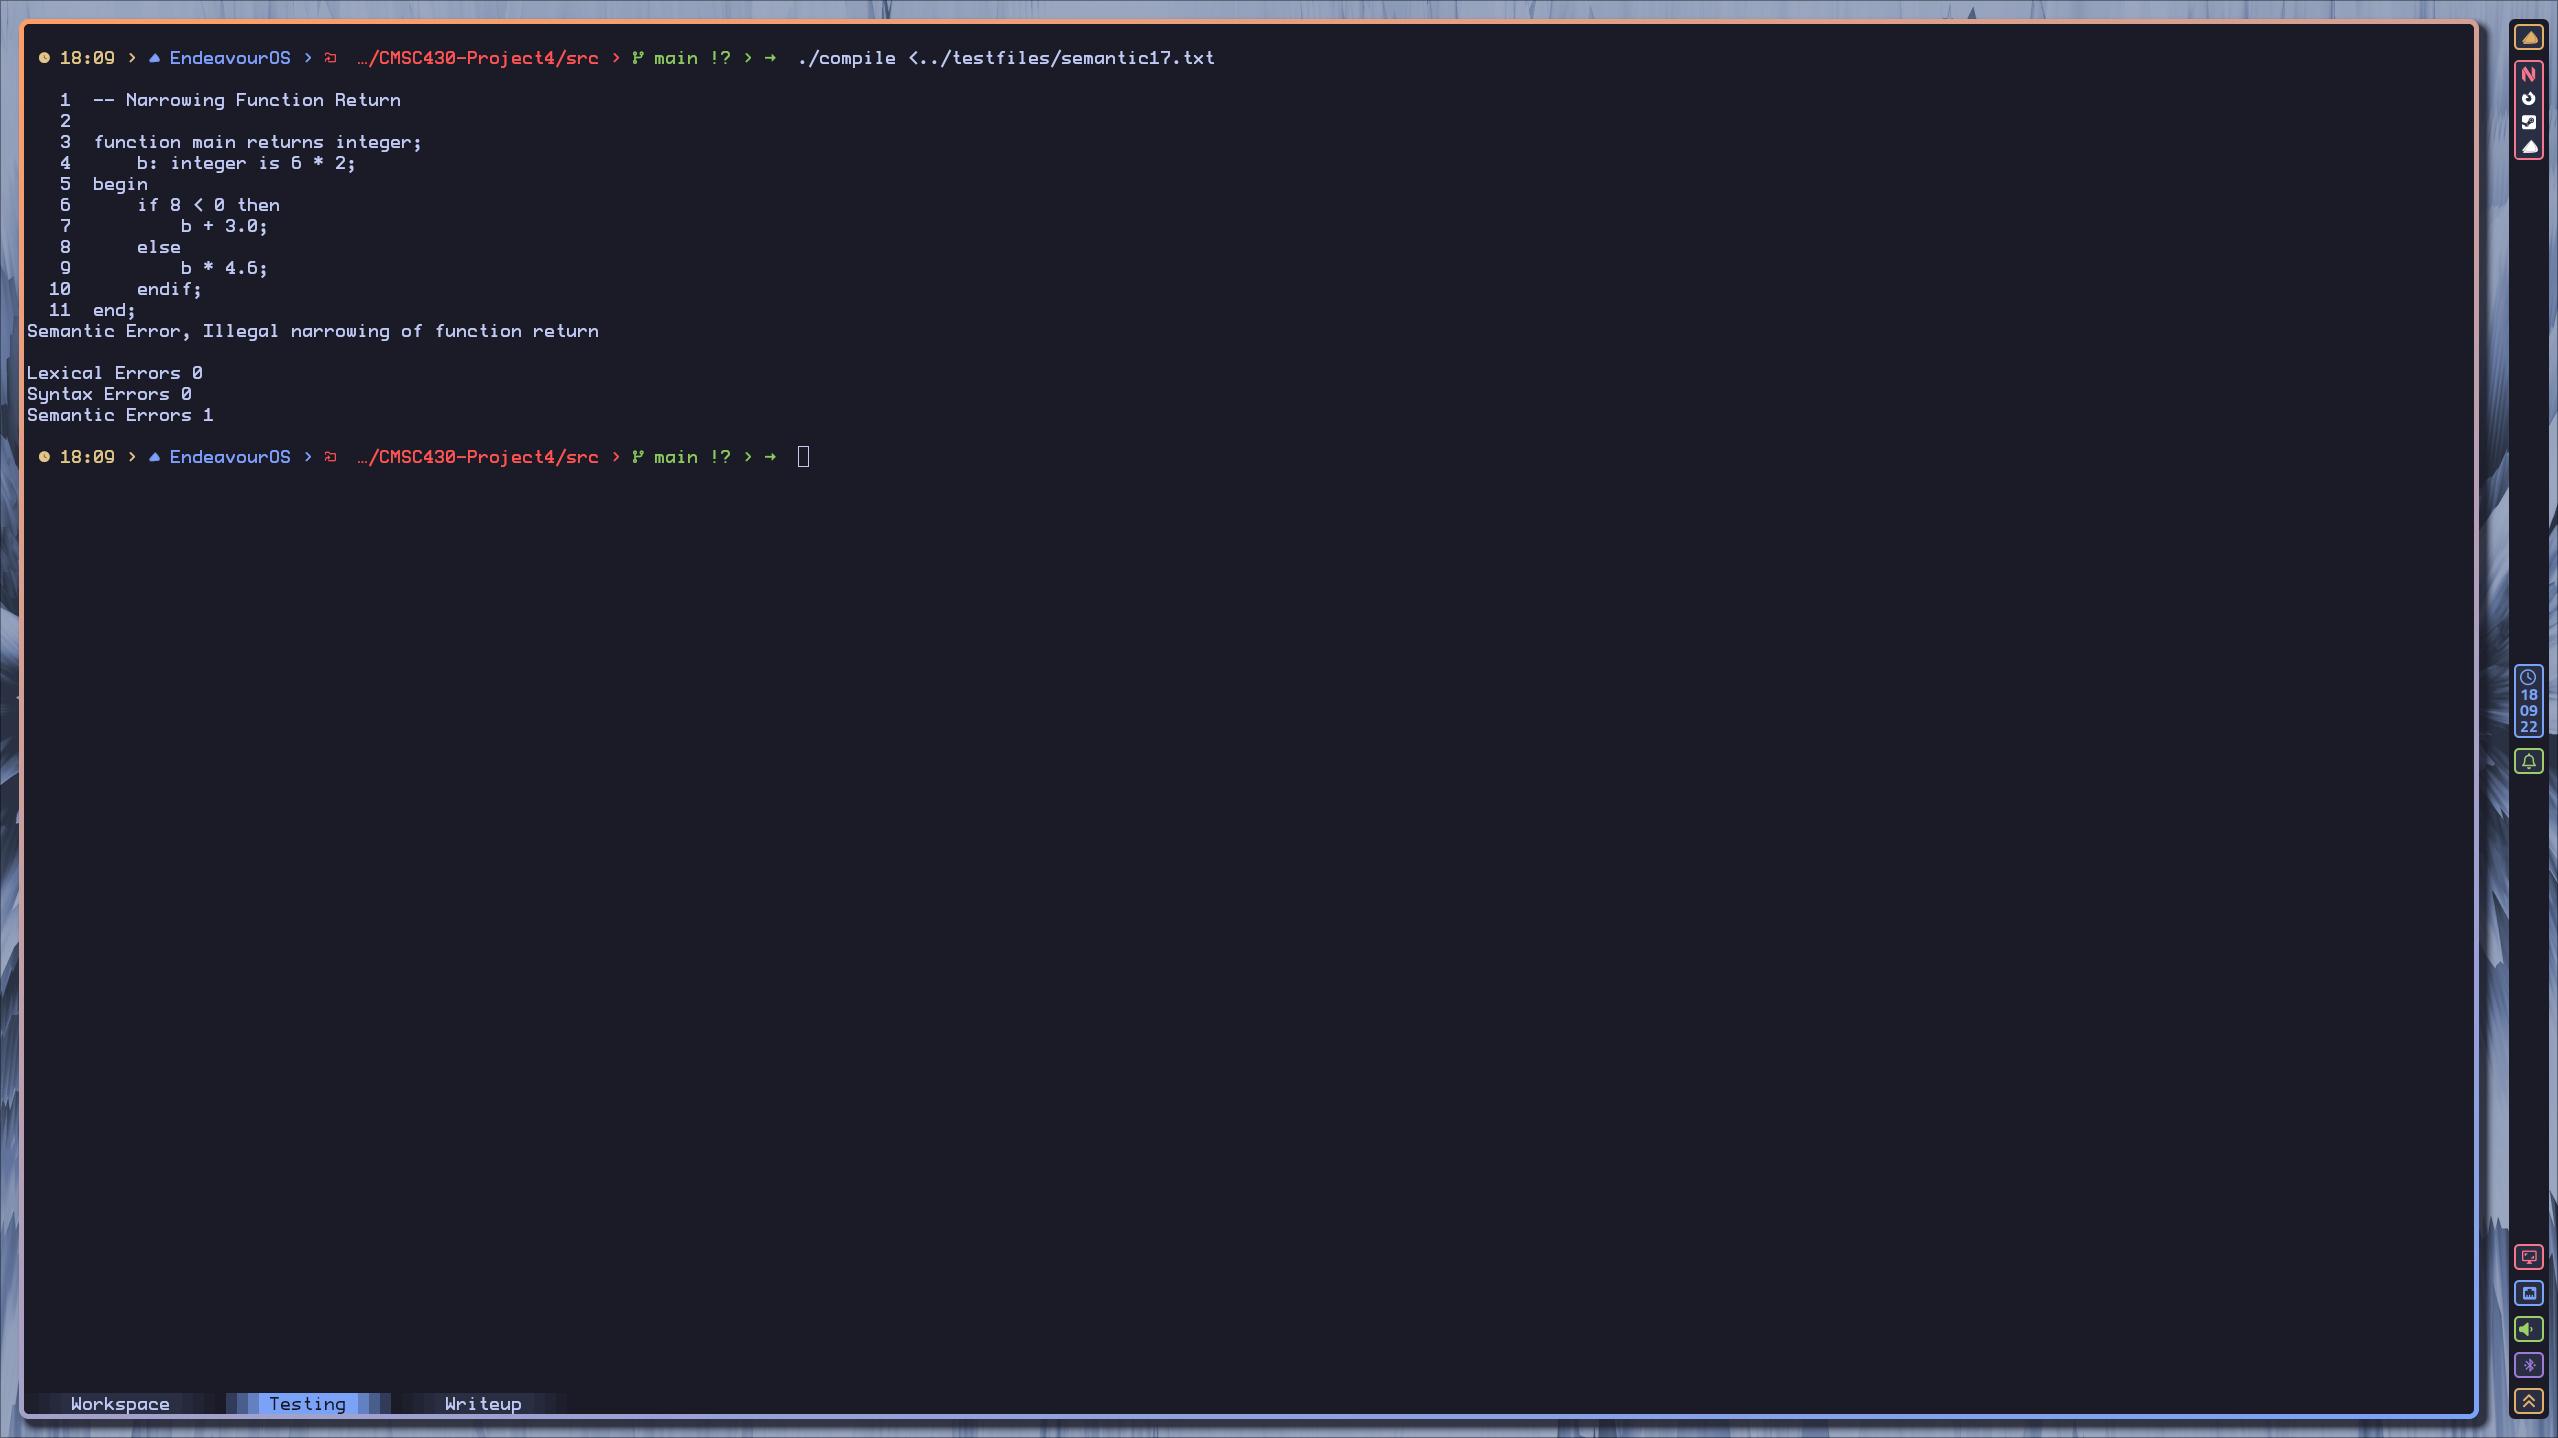 18:09 > EndeavourOS > …/CMSC430-Project4/src > main !? > → ./compile <../testfiles/semantic17.txt
1  -- Narrowing Function Return
2
3  function main returns integer;
4      b: integer is 6 * 2;
5  begin
6      if 8 < 0 then
7          b + 3.0;
8      else
9          b * 4.6;
10      endif;
11  end;
Semantic Error, Illegal narrowing of function return
Lexical Errors 0
Syntax Errors 0
Semantic Errors 1
18:09 > EndeavourOS > …/CMSC430-Project4/src > main !? > →
Workspace Testing Writeup
18
09
22